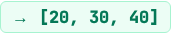 → [20, 30, 40]